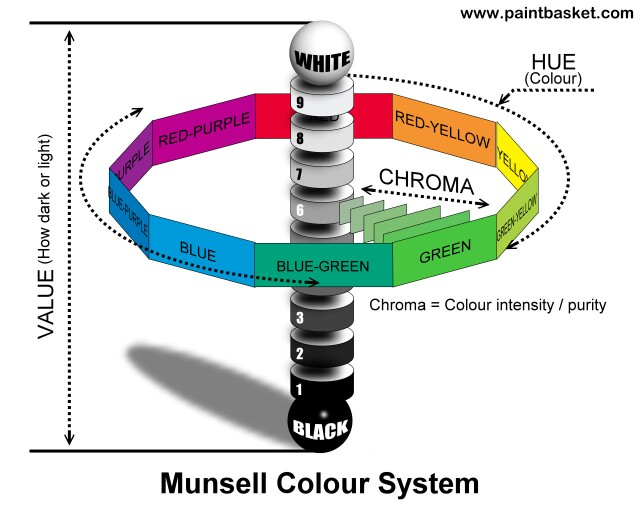 www.paintbasket.com
WHITE
HUE
(Colour)
9
RED-PURPLE
RED-YELLOW
8
PURPLE
YELLOW
7
CHROMA
BLUE-PURPLE
6
GREEN-YELLOW
BLUE
GREEN
BLUE-GREEN
VALUE (How dark or light)
Chroma = Colour intensity / purity
3
2
1
BLACK
Munsell Colour System